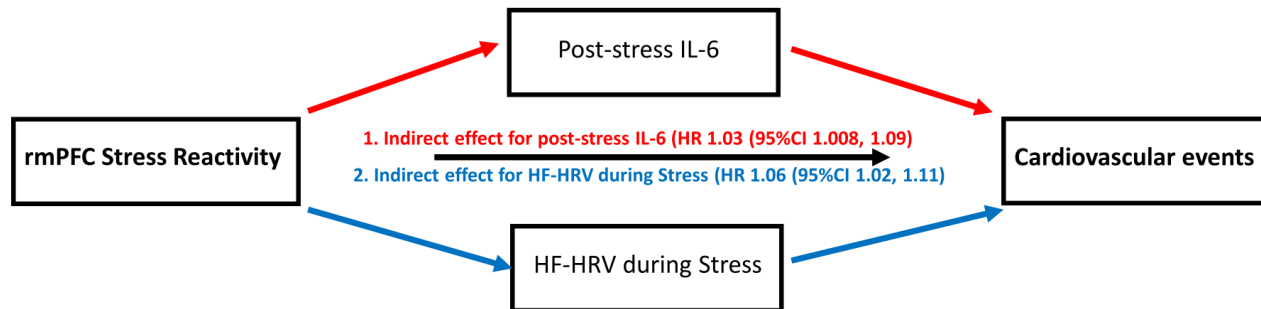 Post-stress IL-6
rmPFC Stress Reactivity
1. Indirect effect for post-stress IL-6 (HR 1.03 (95%CI 1.008, 1.09)
2. Indirect effect for HF-HRV during Stress (HR 1.06 (95%CI 1.02, 1.11)
Cardiovascular events
HF-HRV during Stress